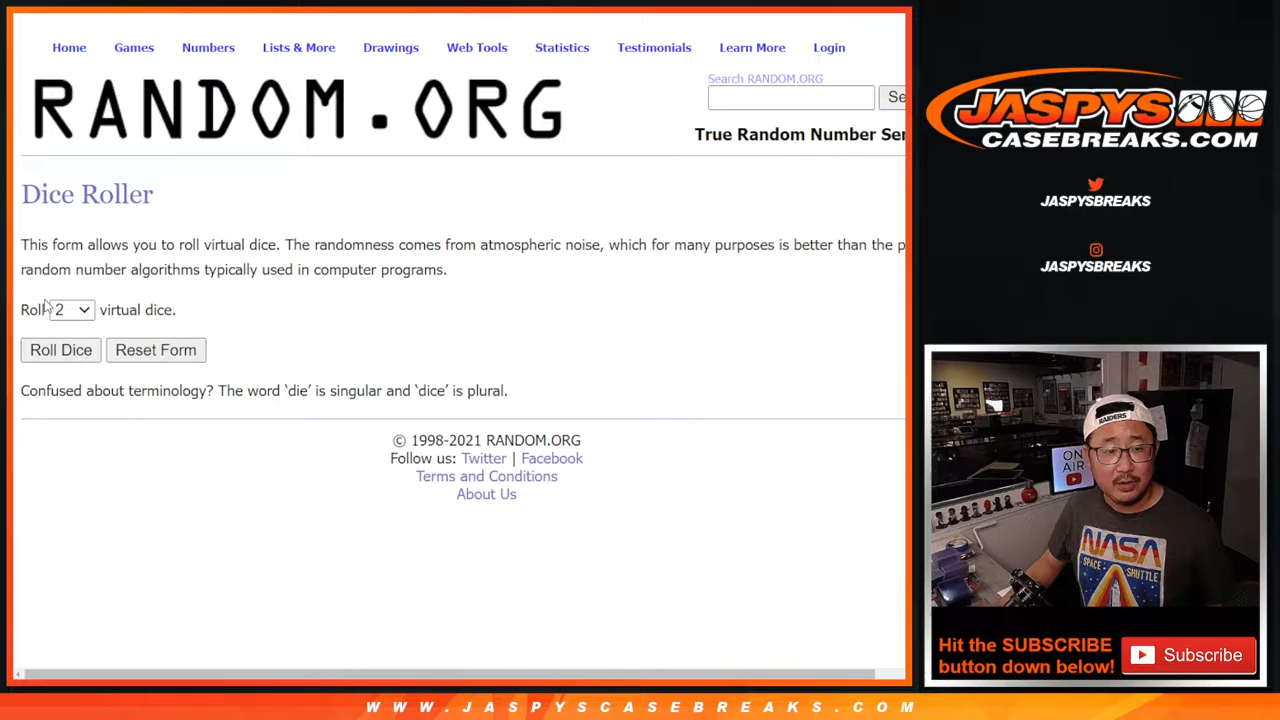 Home Games Numbers Lists & More Drawings Web Tools Statistics Testimonials Learn More Login
Search RANDOM.ORG
RANDOM.ORG
Se
True Random Number Ser
Dice Roller
This form allows you to roll virtual dice. The randomness comes from atmospheric noise, which for many purposes is better than the p
random number algorithms typically used in computer programs.
Roll 2 virtual dice.
Roll Dice Reset Form
Confused about terminology? The word ‘die’ is singular and ‘dice’ is plural.
© 1998-2021 RANDOM.ORG
Follow us: Twitter | Facebook
Terms and Conditions
About Us
JASPYS
CASEBREAKS.COM
JASPYSBREAKS
JASPYSBREAKS
RAIDERS
ON
AIR
NASA
SPACE SHUTTLE
Hit the SUBSCRIBE
button down below!
Subscribe
WWW.JASPYSCASEBREAKS.COM